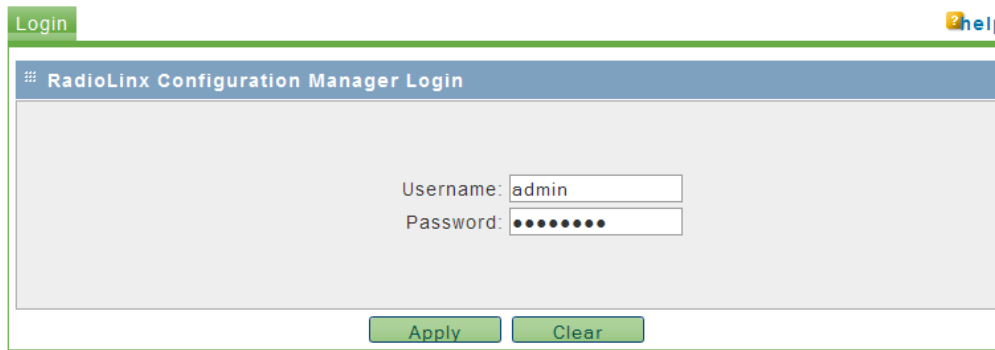 Login
help
RadioLinx Configuration Manager Login
Username: admin
Password: ••••••••
Apply Clear